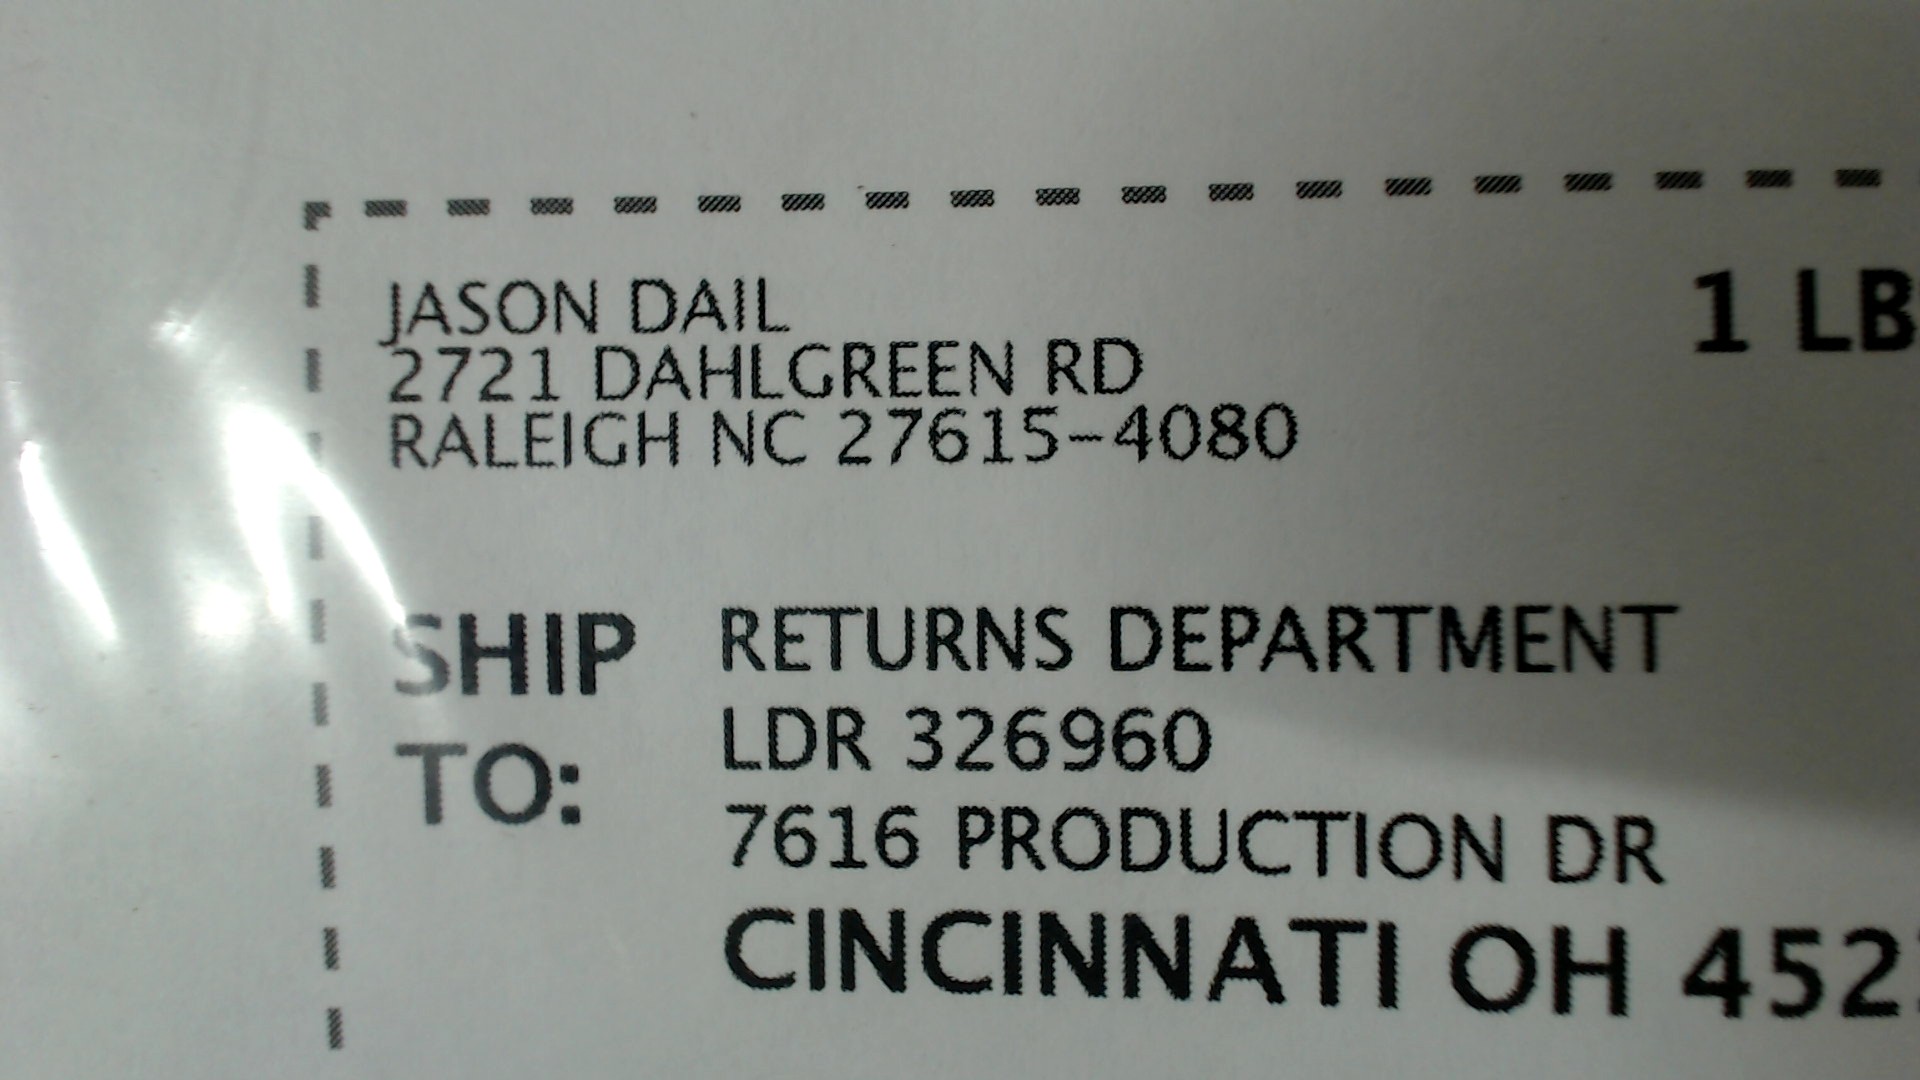 JASON DAIL
1 LB
2721 DAHLGREEN RD
RALEIGH NC 27615-4080
SHIP TO:
RETURNS DEPARTMENT
LDR 326960
7616 PRODUCTION DR
CINCINNATI OH